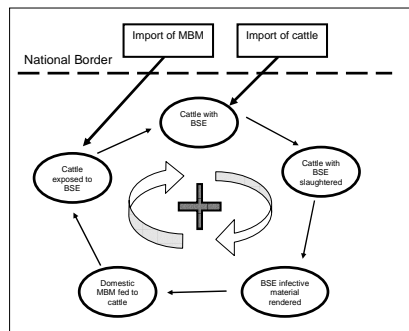 Import of MBM
Import of cattle
National Border
Cattle with
BSE
Cattle
exposed to
BSE
Cattle with
BSE
slaughtered
Domestic
MBM fed to
cattle
BSE infective
material
rendered